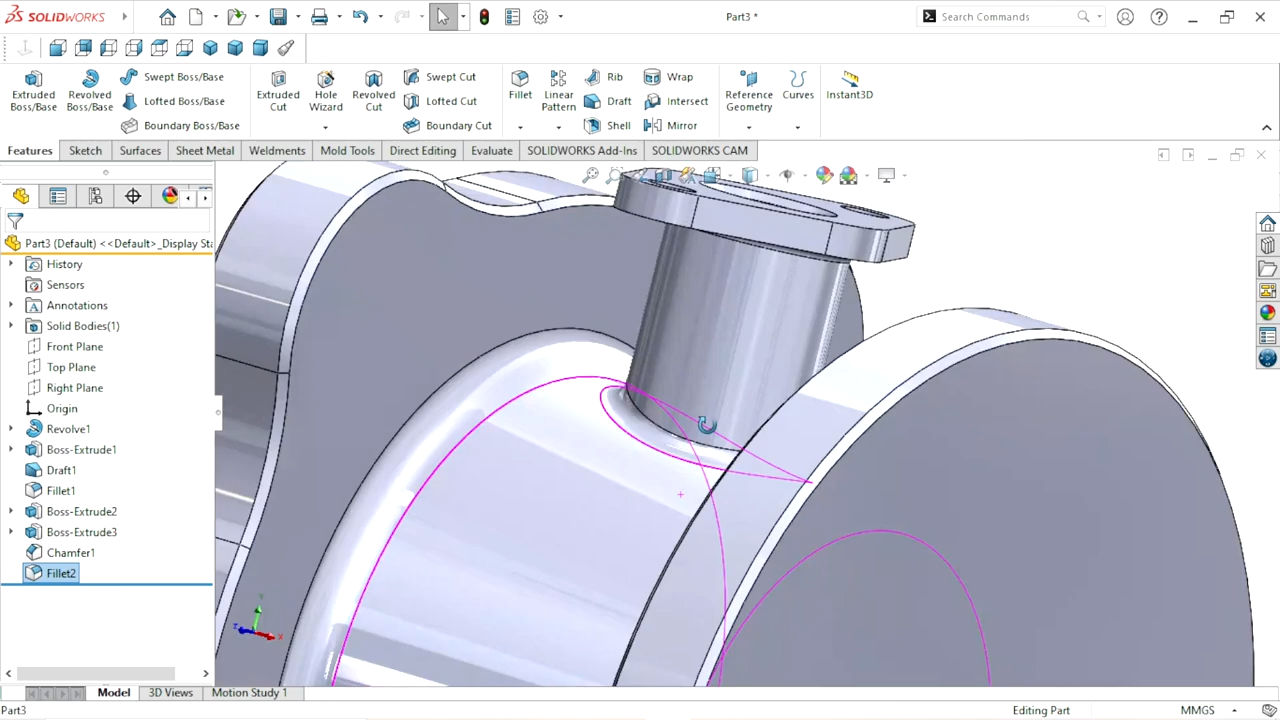 SOLIDWORKS
Part3 *
Search Commands
Extruded Boss/Base
Revolved Boss/Base
Swept Boss/Base
Lofted Boss/Base
Boundary Boss/Base
Extruded Cut
Hole Wizard
Revolved Cut
Swept Cut
Lofted Cut
Boundary Cut
Fillet
Linear Pattern
Rib
Draft
Shell
Wrap
Intersect
Mirror
Reference Geometry
Curves
Instant3D
Features
Sketch
Surfaces
Sheet Metal
Weldments
Mold Tools
Direct Editing
Evaluate
SOLIDWORKS Add-Ins
SOLIDWORKS CAM
Part3 (Default) <<Default>_Display Sta
History
Sensors
Annotations
Solid Bodies(1)
Front Plane
Top Plane
Right Plane
Origin
Revolve1
Boss-Extrude1
Draft1
Fillet1
Boss-Extrude2
Boss-Extrude3
Chamfer1
Fillet2
Model
3D Views
Motion Study 1
Part3
Editing Part
MMGS